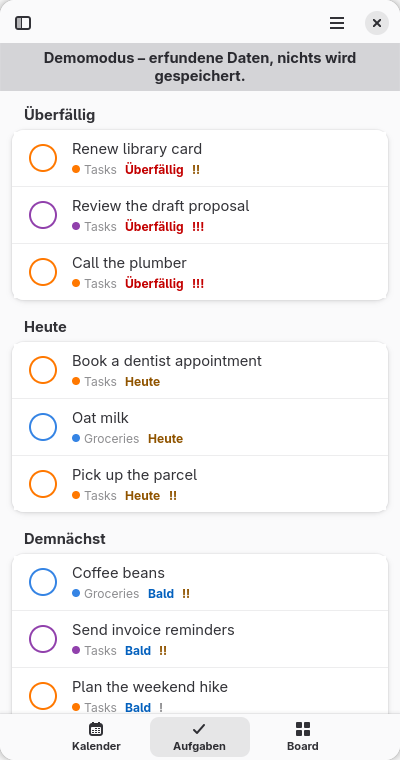 Demomodus – erfundene Daten, nichts wird
gespeichert.
Überfällig
Renew library card
Tasks Überfällig !!
Review the draft proposal
Tasks Überfällig !!!
Call the plumber
Tasks Überfällig !!!
Heute
Book a dentist appointment
Tasks Heute
Oat milk
Groceries Heute
Pick up the parcel
Tasks Heute !!
Demnächst
Coffee beans
Groceries Bald !!
Send invoice reminders
Tasks Bald !!
Plan the weekend hike
Tasks Bald !
Kalender Aufgaben Board